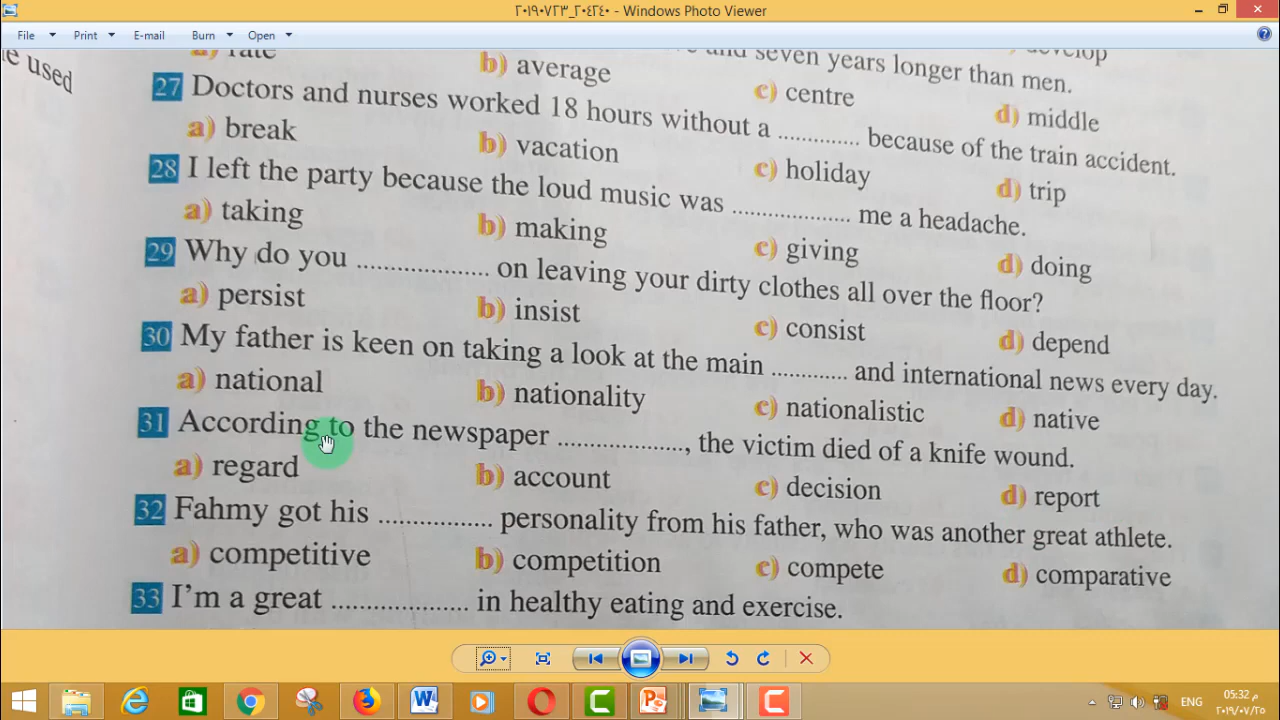 ٢٠١٩٠٧٢٣_٢٠٤٢٤٠ - Windows Photo Viewer
File Print E-mail Burn Open
used
b) average
and seven years longer than men.
c) centre
d) middle
27 Doctors and nurses worked 18 hours without a ............ because of the train accident.
a) break b) vacation c) holiday d) trip
28 I left the party because the loud music was .................. me a headache.
a) taking b) making c) giving d) doing
29 Why do you .................... on leaving your dirty clothes all over the floor?
a) persist b) insist c) consist d) depend
30 My father is keen on taking a look at the main ............ and international news every day.
a) national b) nationality c) nationalistic d) native
31 According to the newspaper ..................., the victim died of a knife wound.
a) regard b) account c) decision d) report
32 Fahmy got his ................. personality from his father, who was another great athlete.
a) competitive b) competition c) compete d) comparative
33 I'm a great ..................... in healthy eating and exercise.
ENG
05:32 م
٢٠١٩/٠٧/٢٥